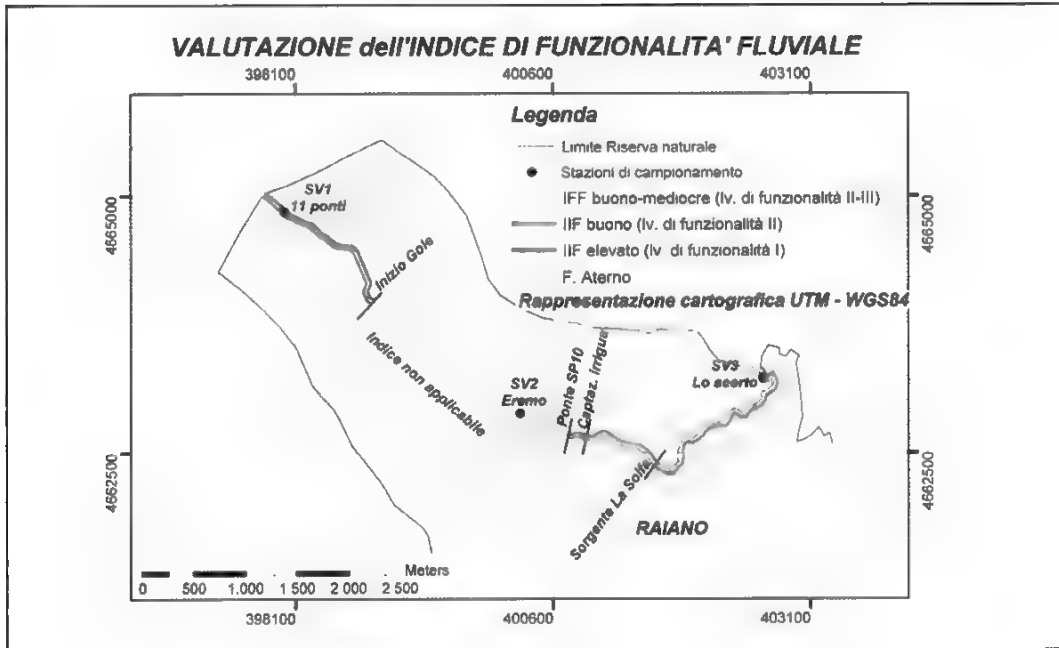 VALUTAZIONE dell'INDICE DI FUNZIONALITA' FLUVIALE
398100 400600 403100
Legenda
Limite Riserva naturale
Stazioni di campionamento
IFF buono-mediocre (lv. di funzionalità II-III)
IIF buono (lv. di funzionalità II)
IIF elevato (lv di funzionalità I)
F. Aterno
Rappresentazione cartografica UTM - WGS84
4665000
SV1
11 ponti
4665000
Inizio Gole
Indice non applicabile
SV2
Eremo
Ponte SP10
Captaz. irrigua
SV3
Lo scerto
4662500
Sorgente La Solfa
4662500
RAIANO
Meters
0 500 1.000 1 500 2 000 2 500
398100 400600 403100